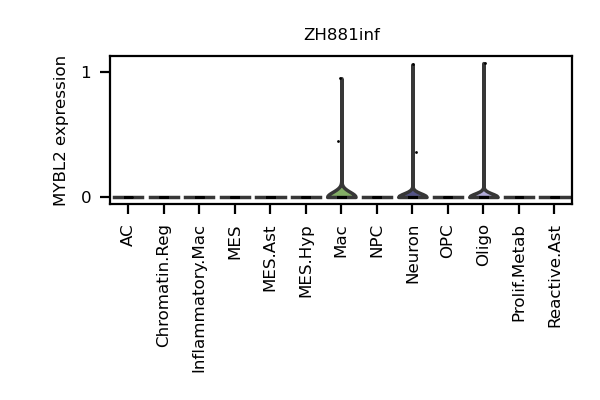 ZH881inf
MYBL2 expression
1
0
AC
Chromatin.Reg
Inflammatory.Mac
MES
MES.Ast
MES.Hyp
Mac
NPC
Neuron
OPC
Oligo
Prolif.Metab
Reactive.Ast